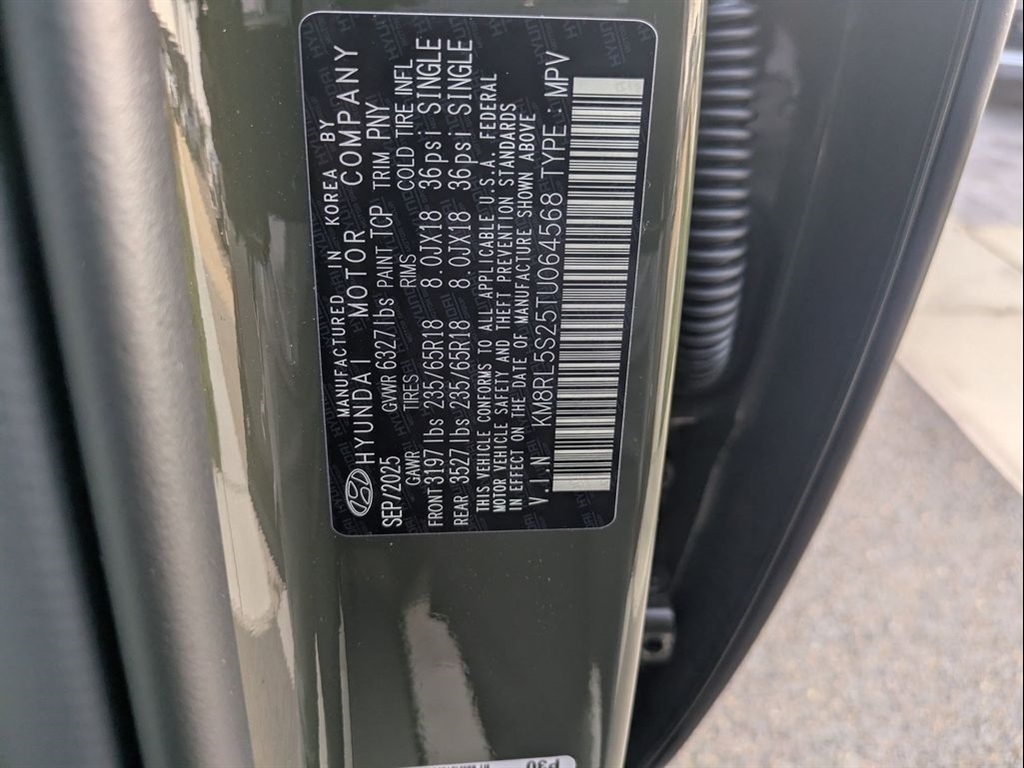 MANUFACTURED IN KOREA BY
HYUNDAI MOTOR COMPANY
SEP/2025 GVWR 6327lbs PAINT TCP TRIM PNY
GAWR TIRES RIMS COLD TIRE INFL
FRONT 3197lbs 235/65R18 8.0JX18 36psi SINGLE
REAR 3527lbs 235/65R18 8.0JX18 36psi SINGLE
THIS VEHICLE CONFORMS TO ALL APPLICABLE U.S.A. FEDERAL
MOTOR VEHICLE SAFETY AND THEFT PREVENTION STANDARDS
IN EFFECT ON THE DATE OF MANUFACTURE SHOWN ABOVE
V.I.N KM8RL5S25TU064568 TYPE : MPV
P30